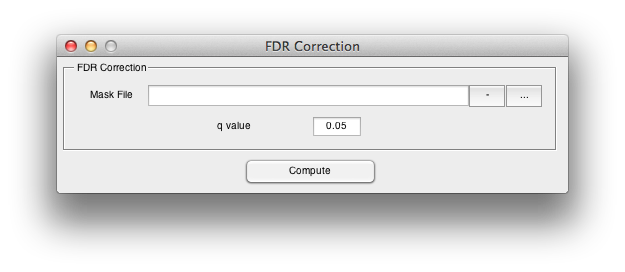 FDR Correction
FDR Correction
Mask File - ...
q value 0.05
Compute